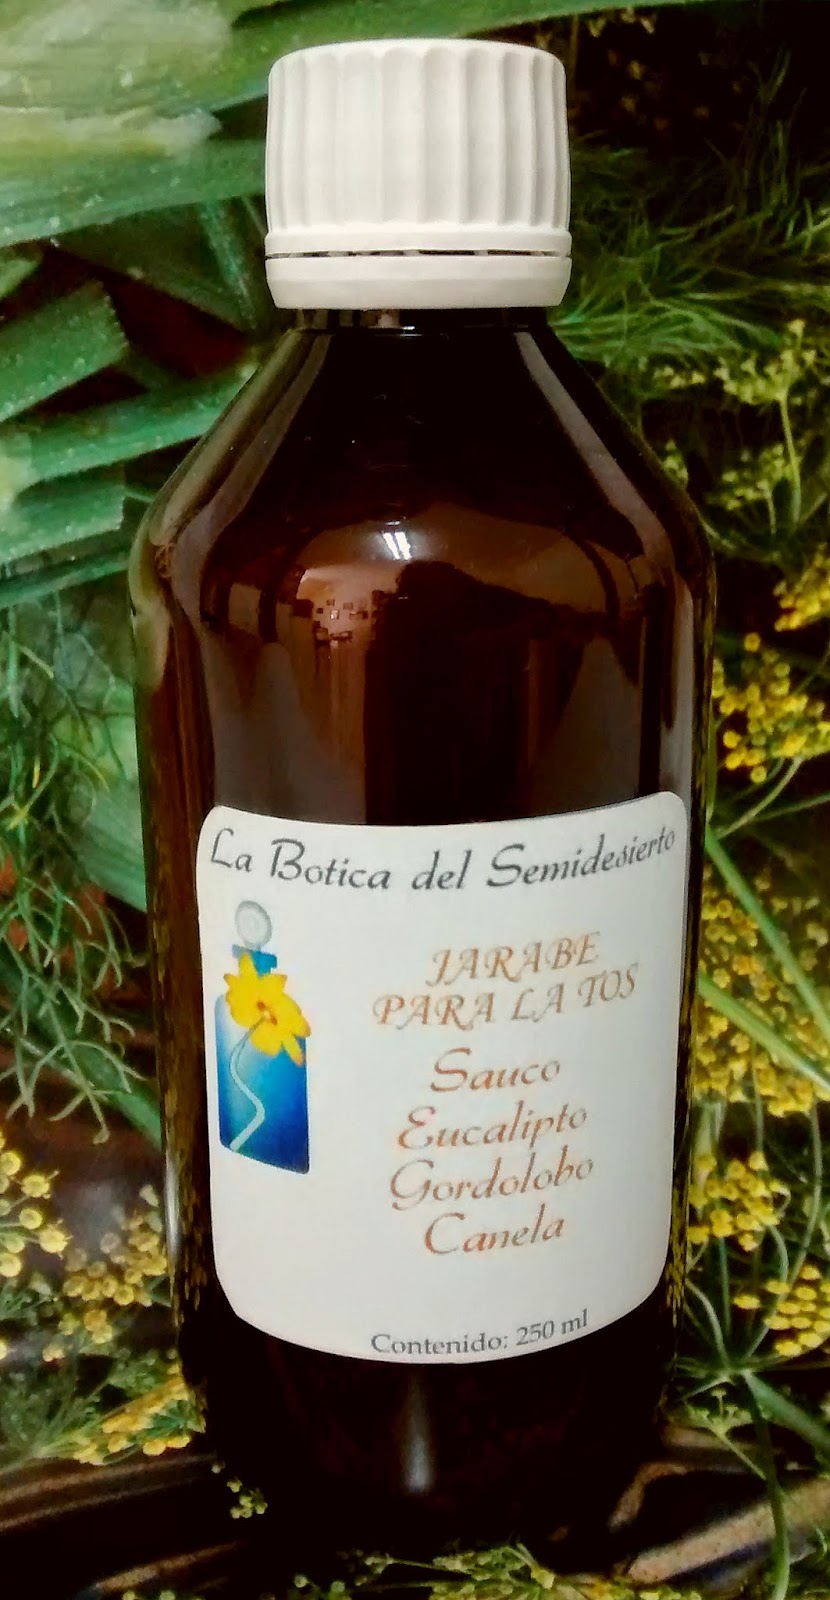 La Botica del Semidesierto
JARABE
PARA LA TOS
Sauco
Eucalipto
Gordolobo
Canela
Contenido: 250 ml